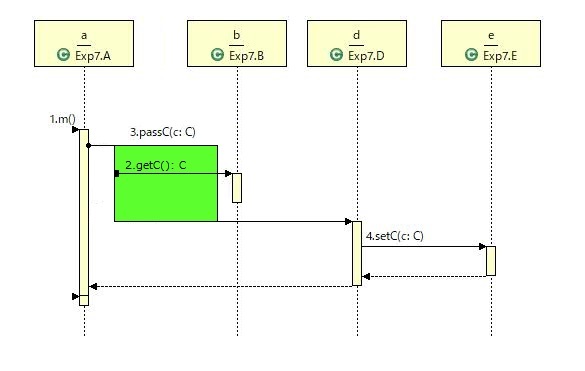 a
Exp7.A
b
Exp7.B
d
Exp7.D
e
Exp7.E
1.m()
3.passC(c: C)
2.getC(): C
4.setC(c: C)